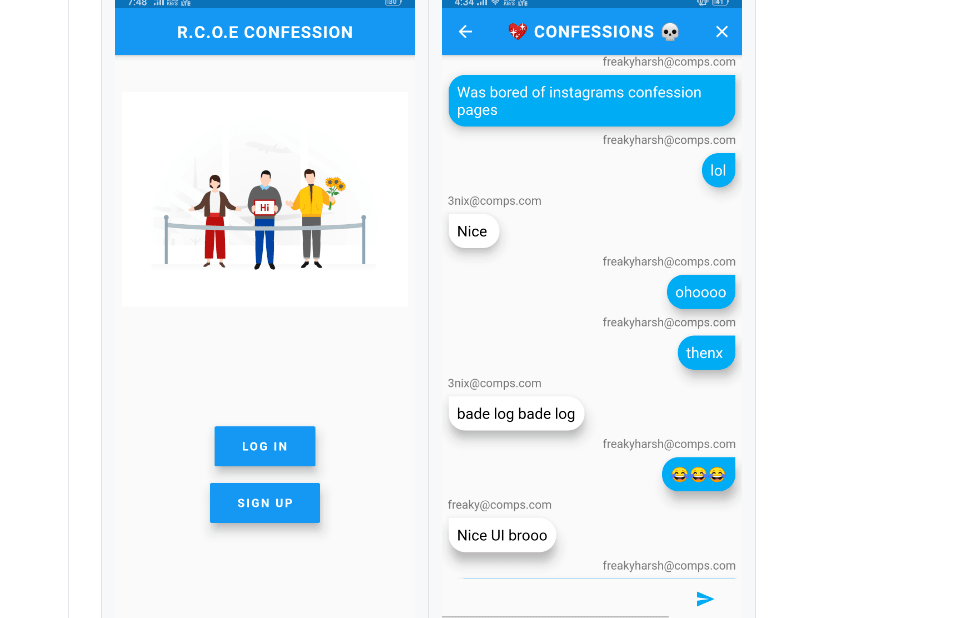 7:48
R.C.O.E CONFESSION
Hi
LOG IN
SIGN UP
4:34
💖 CONFESSIONS 💀
freakyharsh@comps.com
Was bored of instagrams confession
pages
freakyharsh@comps.com
lol
3nix@comps.com
Nice
freakyharsh@comps.com
ohoooo
freakyharsh@comps.com
thenx
3nix@comps.com
bade log bade log
freakyharsh@comps.com
😂😂😂
freaky@comps.com
Nice UI brooo
freakyharsh@comps.com